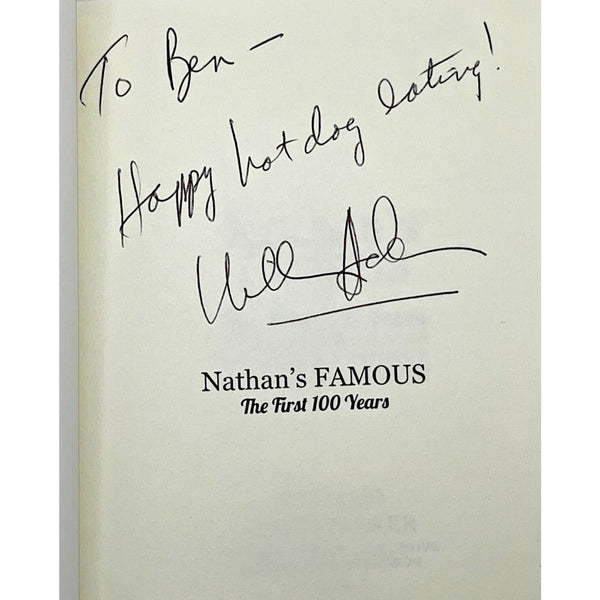 To Ben —
Happy hot dog eating!
Nathan's FAMOUS
The First 100 Years